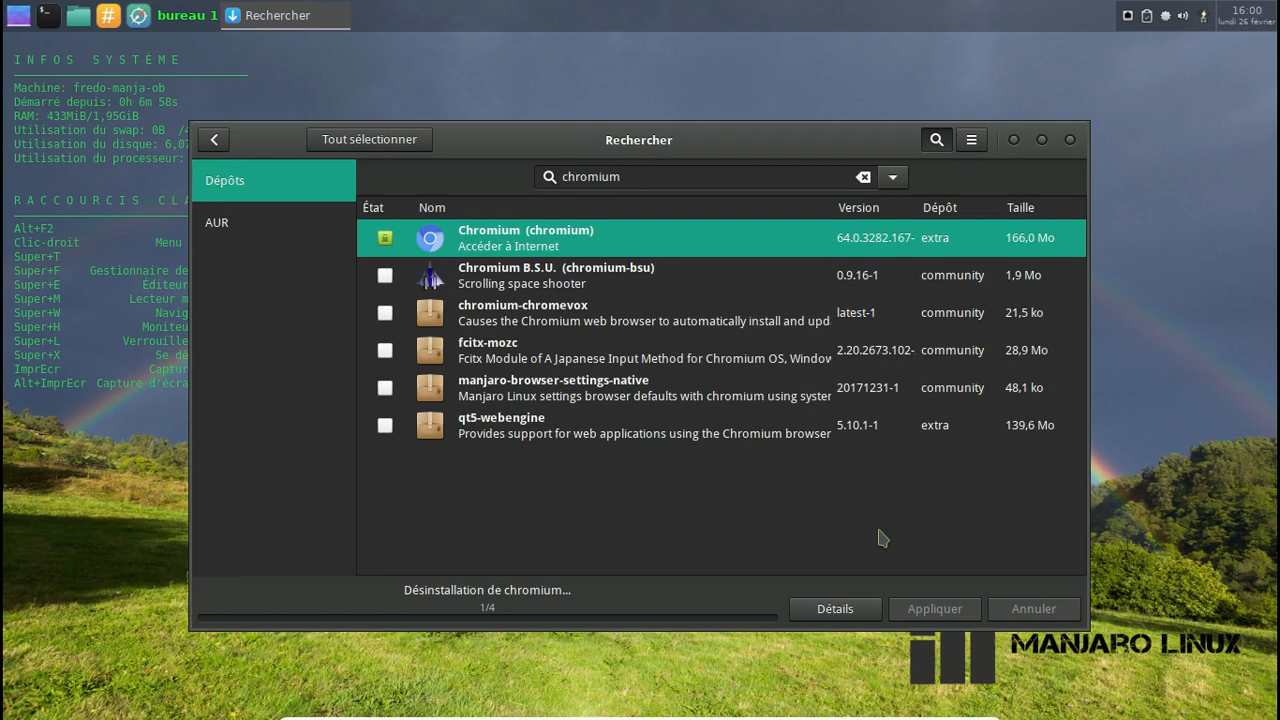 bureau 1
Rechercher
16:00
lundi 26 février
INFOS SYSTÈME
Machine: fredo-manja-ob
Démarré depuis: 0h 6m 58s
RAM: 433MiB/1,95GiB
Utilisation du swap: 0B
Utilisation du disque: 6,07
Utilisation du processeur:
RACCOURCIS CLA
Alt+F2
Clic-droit Menu
Super+T
Super+F Gestionnaire de
Super+E Éditeur
Super+M Lecteur m
Super+W Navig
Super+H Moniteu
Super+L Verrouille
Super+X Se dé
ImprEcr Captur
Alt+ImprEcr Capture d'écra
Tout sélectionner
Rechercher
Dépôts
AUR
chromium
État Nom Version Dépôt Taille
Chromium (chromium)
Accéder à Internet
64.0.3282.167- extra 166,0 Mo
Chromium B.S.U. (chromium-bsu)
Scrolling space shooter
0.9.16-1 community 1,9 Mo
chromium-chromevox
Causes the Chromium web browser to automatically install and upd
latest-1 community 21,5 ko
fcitx-mozc
Fcitx Module of A Japanese Input Method for Chromium OS, Window
2.20.2673.102- community 28,9 Mo
manjaro-browser-settings-native
Manjaro Linux settings browser defaults with chromium using syster
20171231-1 community 48,1 ko
qt5-webengine
Provides support for web applications using the Chromium browser
5.10.1-1 extra 139,6 Mo
Désinstallation de chromium...
1/4
Détails
Appliquer
Annuler
MANJARO LINUX